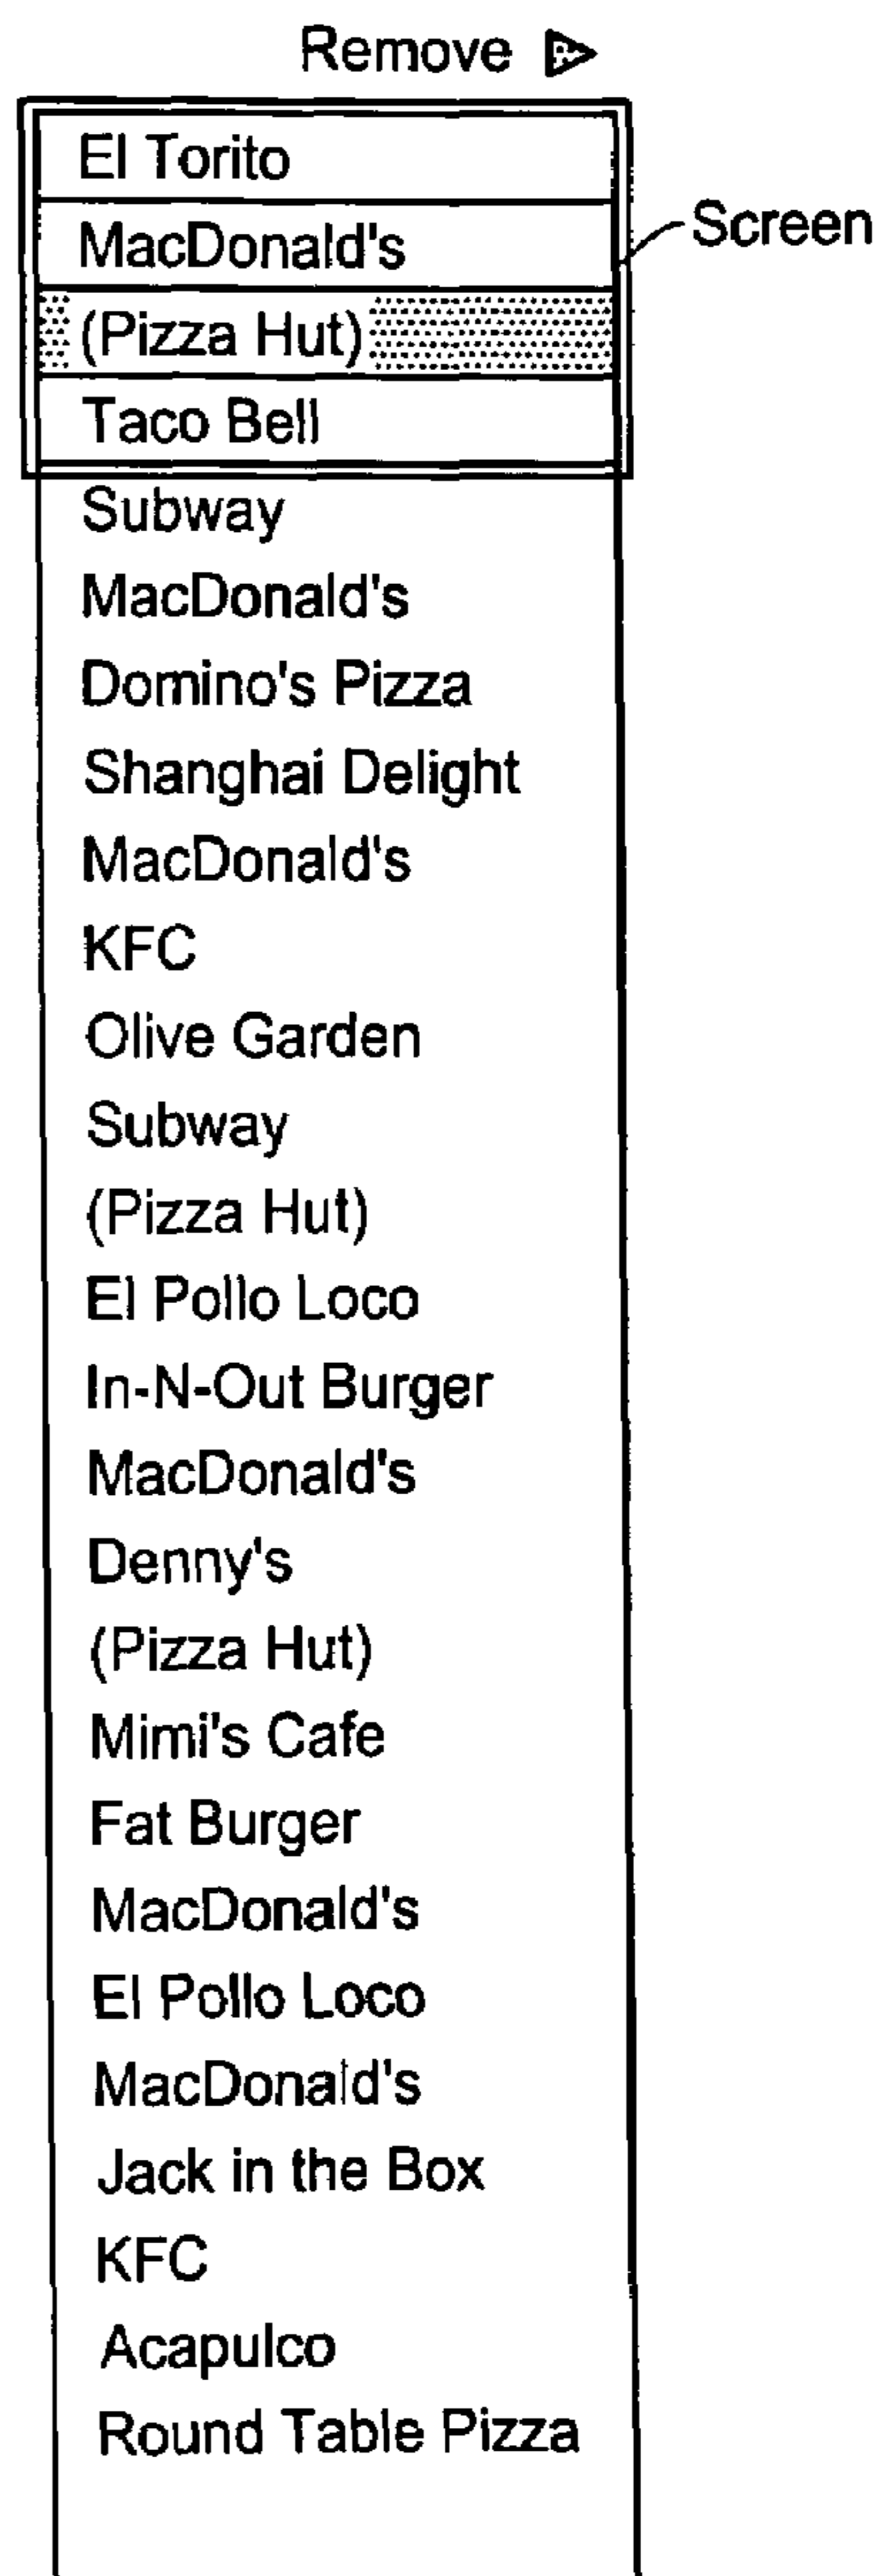 Remove
El Torito
MacDonald's
Screen
(Pizza Hut)
Taco Bell
Subway
MacDonald's
Domino's Pizza
Shanghai Delight
MacDonald's
KFC
Olive Garden
Subway
(Pizza Hut)
El Pollo Loco
In-N-Out Burger
MacDonald's
Denny's
(Pizza Hut)
Mimi's Cafe
Fat Burger
MacDonald's
El Pollo Loco
MacDonald's
Jack in the Box
KFC
Acapulco
Round Table Pizza